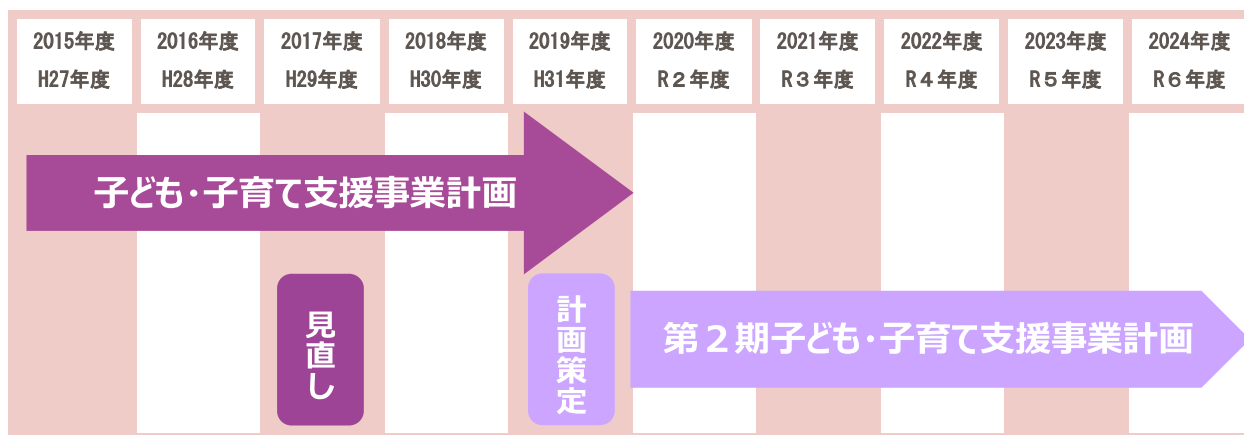 2015年度 2016年度 2017年度 2018年度 2019年度 2020年度 2021年度 2022年度 2023年度 2024年度
H27年度 H28年度 H29年度 H30年度 H31年度 R２年度 R３年度 R４年度 R５年度 R６年度
子ども・子育て支援事業計画
見直し
計画策定
第２期子ども・子育て支援事業計画